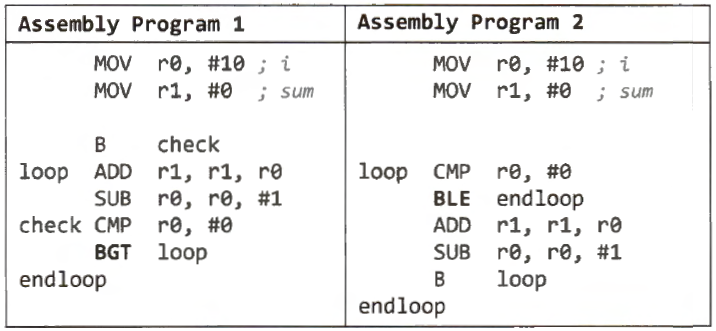 Assembly Program 1
MOV r0, #10 ; i
MOV r1, #0 ; sum
B check
loop ADD r1, r1, r0
SUB r0, r0, #1
check CMP r0, #0
BGT loop
endloop
Assembly Program 2
MOV r0, #10 ; i
MOV r1, #0 ; sum
loop CMP r0, #0
BLE endloop
ADD r1, r1, r0
SUB r0, r0, #1
B loop
endloop